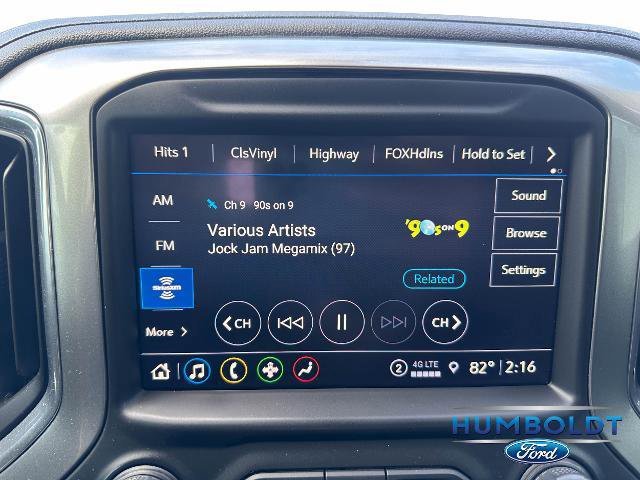 Hits 1 ClsVinyl Highway FOXHdlns Hold to Set
AM
Ch 9 90s on 9
Sound
Various Artists
'90s ON 9
FM
Jock Jam Megamix (97)
Browse
Related
Settings
SiriusXM
More
CH
CH
2 4G LTE 82° 2:16
HUMBOLDT
Ford